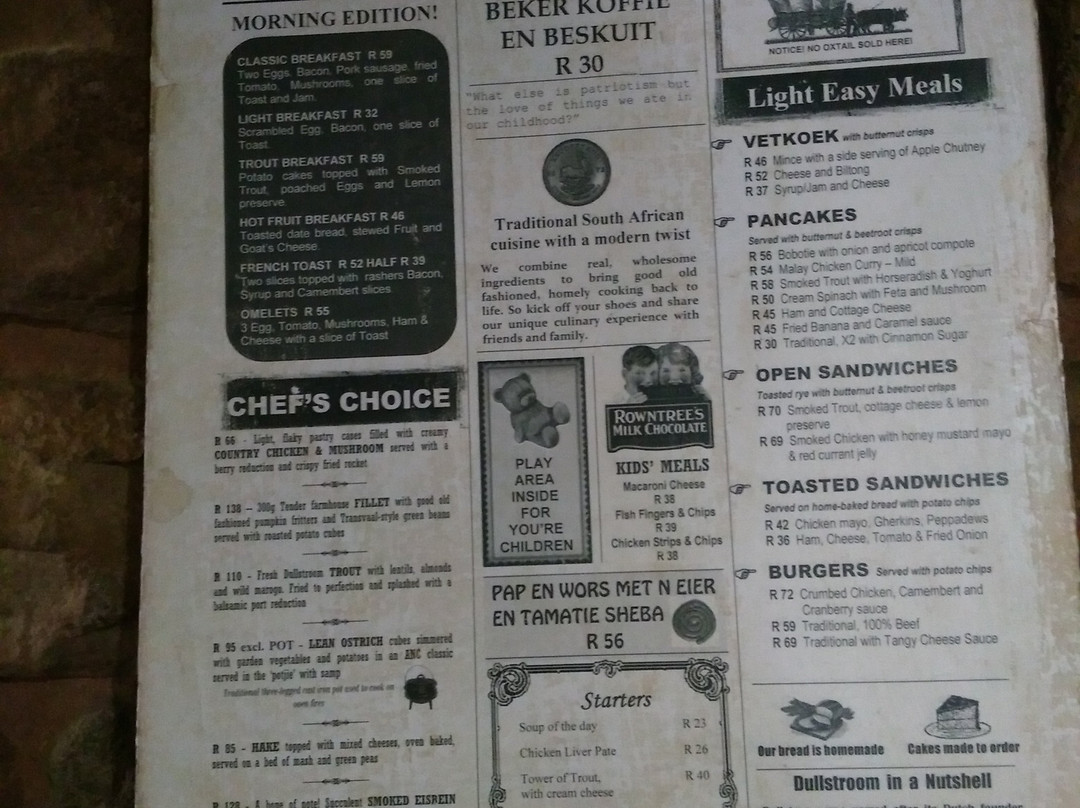 MORNING EDITION!
CLASSIC BREAKFAST R 59
Two Eggs, Bacon, Pork sausage, fried
Tomato, Mushrooms, one slice of
Toast and Jam.
LIGHT BREAKFAST R 32
Scrambled Egg, Bacon, one slice of
Toast.
TROUT BREAKFAST R 59
Potato cakes topped with Smoked
Trout, poached Eggs and Lemon
preserve.
HOT FRUIT BREAKFAST R 46
Toasted date bread, stewed Fruit and
Goat's Cheese.
FRENCH TOAST R 52 HALF R 39
Two slices topped with rashers Bacon,
Syrup and Camembert slices
OMELETS R 55
3 Egg, Tomato, Mushrooms, Ham &
Cheese with a slice of Toast
CHEF'S CHOICE
R 66 - Light, flaky pastry cases filled with creamy
COUNTRY CHICKEN & MUSHROOM served with a
berry reduction and crispy fried rocket
R 138 – 300g Tender farmhouse FILLET with good old
fashioned pumpkin fritters and Transvaal-style green beans
served with roasted potato cubes
R 110 - Fresh Dullstroom TROUT with lentils, almonds
and wild marogo. Fried to perfection and splashed with a
balsamic port reduction
R 95 excl. POT - LEAN OSTRICH cubes simmered
with garden vegetables and potatoes in an ANC classic
served in the 'potjie' with samp
Traditional three-legged cast iron pot used to cook on
open fires
R 85 - HAKE topped with mixed cheeses, oven baked,
served on a bed of mash and green peas
R 128 - A hope of potei Succulent SMOKED EISBEIN
BEKER KOFFIE
EN BESKUIT
R 30
"What else is patriotism but
the love of things we ate in
our childhood?"
Traditional South African
cuisine with a modern twist
We combine real, wholesome
ingredients to bring good old
fashioned, homely cooking back to
life. So kick off your shoes and share
our unique culinary experience with
friends and family.
PLAY
AREA
INSIDE
FOR
YOU'RE
CHILDREN
ROWNTREE'S
MILK CHOCOLATE
KIDS' MEALS
Macaroni Cheese
R 38
Fish Fingers & Chips
R 39
Chicken Strips & Chips
R 38
PAP EN WORS MET N EIER
EN TAMATIE SHEBA
R 56
Starters
Soup of the day R 23
Chicken Liver Pate R 26
Tower of Trout, R 40
with cream cheese
NOTICE! NO OXTAIL SOLD HERE!
Light Easy Meals
VETKOEK with butternut crisps
R 46 Mince with a side serving of Apple Chutney
R 52 Cheese and Biltong
R 37 Syrup/Jam and Cheese
PANCAKES
Served with butternut & beetroot crisps
R 56 Bobotie with onion and apricot compote
R 54 Malay Chicken Curry – Mild
R 58 Smoked Trout with Horseradish & Yoghurt
R 50 Cream Spinach with Feta and Mushroom
R 45 Ham and Cottage Cheese
R 45 Fried Banana and Caramel sauce
R 30 Traditional, X2 with Cinnamon Sugar
OPEN SANDWICHES
Toasted rye with butternut & beetroot crisps
R 70 Smoked Trout, cottage cheese & lemon
preserve
R 69 Smoked Chicken with honey mustard mayo
& red currant jelly
TOASTED SANDWICHES
Served on home-baked bread with potato chips
R 42 Chicken mayo, Gherkins, Peppadews
R 36 Ham, Cheese, Tomato & Fried Onion
BURGERS Served with potato chips
R 72 Crumbed Chicken, Camembert and
Cranberry sauce
R 59 Traditional, 100% Beef
R 69 Traditional with Tangy Cheese Sauce
Our bread is homemade
Cakes made to order
Dullstroom in a Nutshell